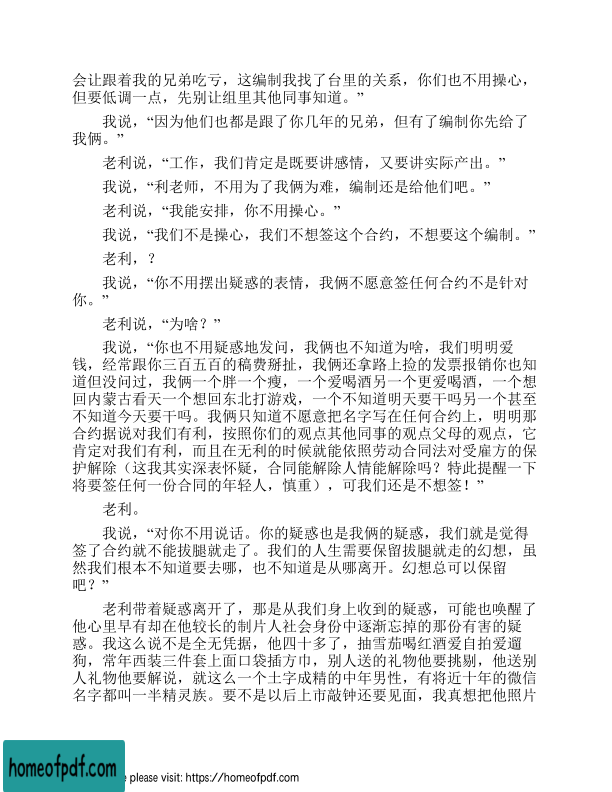 会让跟着我的兄弟吃亏，这编制我找了台里的关系，你们也不用操心，
但要低调一点，先别让组里其他同事知道。”
我说，“因为他们也都是跟了你几年的兄弟，但有了编制你先给了
我俩。”
老利说，“工作，我们肯定是既要讲感情，又要讲实际产出。”
我说，“利老师，不用为了我俩为难，编制还是给他们吧。”
老利说，“我能安排，你不用操心。”
我说，“我们不是操心，我们不想签这个合约，不想要这个编制。”
老利，？
我说，“你不用摆出疑惑的表情，我俩不愿意签任何合约不是针对
你。”
老利说，“为啥？”
我说，“你也不用疑惑地发问，我俩也不知道为啥，我们明明爱
钱，经常跟你三百五百的稿费掰扯，我俩还拿路上捡的发票报销你也知
道但没问过，我俩一个胖一个瘦，一个爱喝酒另一个更爱喝酒，一个想
回内蒙古看天一个想回东北打游戏，一个不知道明天要干吗另一个甚至
不知道今天要干吗。我俩只知道不愿意把名字写在任何合约上，明明那
合约据说对我们有利，按照你们的观点其他同事的观点父母的观点，它
肯定对我们有利，而且在无利的时候就能依照劳动合同法对受雇方的保
护解除（这我其实深表怀疑，合同能解除人情能解除吗？特此提醒一下
将要签任何一份合同的年轻人，慎重），可我们还是不想签！”
老利。
我说，“对你不用说话。你的疑惑也是我俩的疑惑，我们就是觉得
签了合约就不能拔腿就走了。我们的人生需要保留拔腿就走的幻想，虽
然我们根本不知道要去哪，也不知道是从哪离开。幻想总可以保留
吧？”
老利带着疑惑离开了，那是从我们身上收到的疑惑，可能也唤醒了
他心里早有却在他较长的制片人社会身份中逐渐忘掉的那份有害的疑
惑。我这么说不是全无凭据，他四十多了，抽雪茄喝红酒爱自拍爱遛
狗，常年西装三件套上面口袋插方巾，别人送的礼物他要挑剔，他送别
人礼物他要解说，就这么一个土字成精的中年男性，有将近十年的微信
名字都叫一半精灵族。要不是以后上市敲钟还要见面，我真想把他照片
homeofpdf.com
e please visit: https://homeofpdf.com